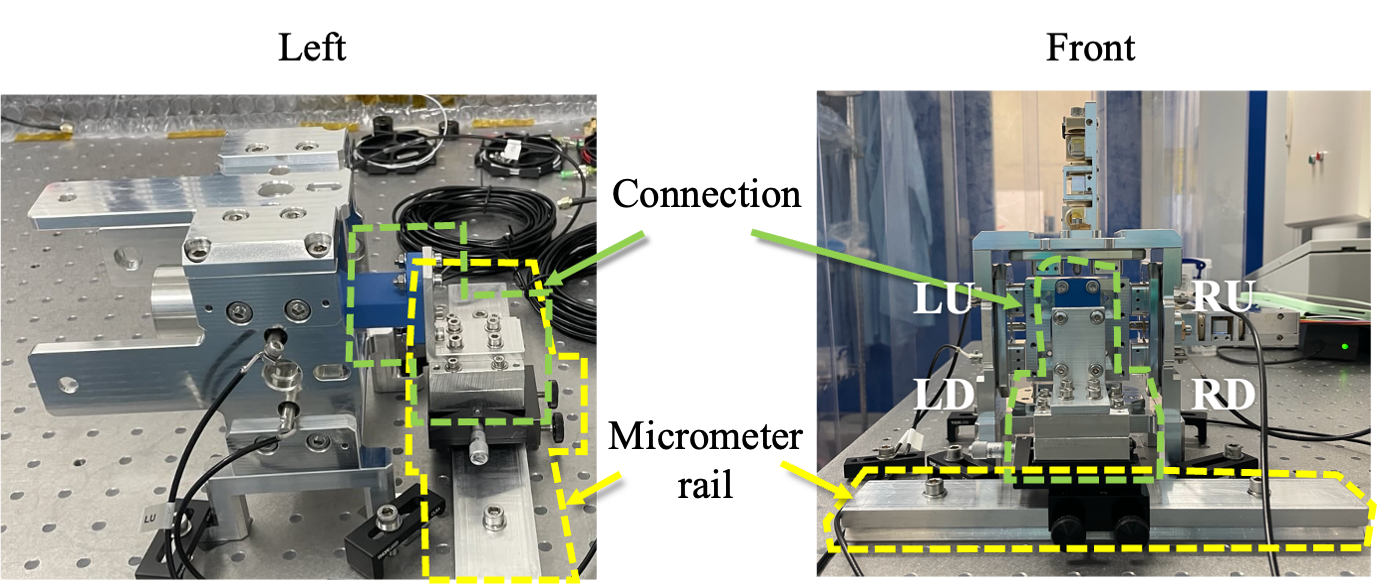 Left
Front
Connection
LU
RU
LD
RD
Micrometer
rail
LU